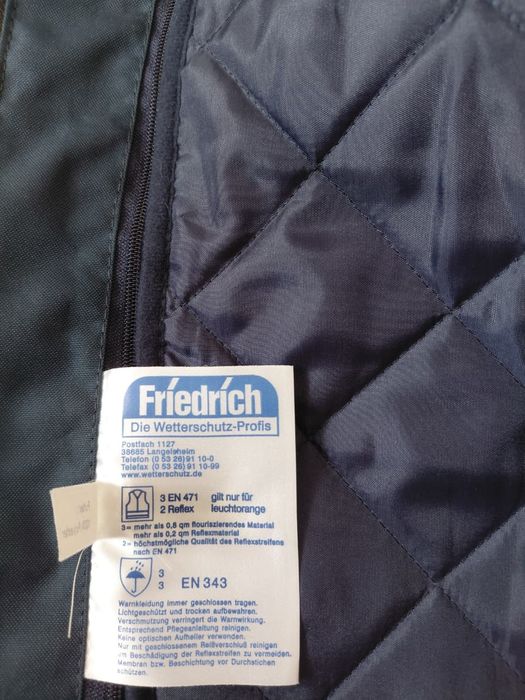 Friedrich
Die Wetterschutz-Profis
Postfach 1127
38685 Langelsheim
Telefon (0 53 26) 91 10-0
Telefax (0 53 26) 91 10-99
www.wetterschutz.de
3 EN 471 gilt nur für
2 Reflex leuchtorange
3 = mehr als 0,8 qm flouriszierendes Material
mehr als 0,2 qm Reflexmaterial
2 = höchstmögliche Qualität des Reflexstreifens
nach EN 471
3
3 EN 343
Warnkleidung immer geschlossen tragen.
Lichtgeschützt und trocken aufbewahren.
Verschmutzung verringert die Warnwirkung.
Entsprechend Pflegeanleitung reinigen.
Keine optischen Aufheller verwenden.
Nur mit geschlossenem Reißverschluß reinigen
um Beschädigung der Reflexstreifen zu vermeiden.
Membran bzw. Beschichtung vor Durchstichen
schützen.